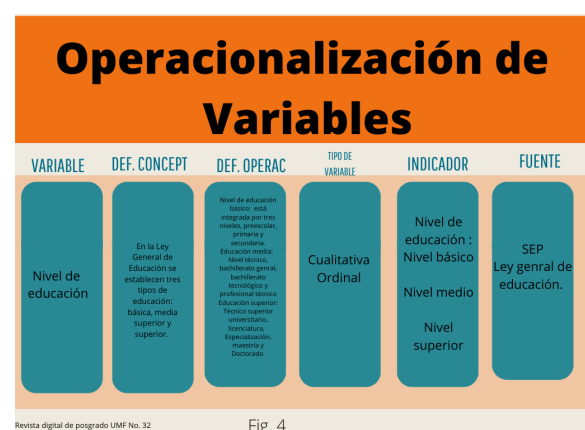 Operacionalización de
Variables
VARIABLE
DEF. CONCEPT
DEF. OPERAC
TIPO DE
VARIABLE
INDICADOR
FUENTE
Nivel de
educación
En la Ley
General de
Educación se
establecen tres
tipos de
educación:
básica, media
superior y
superior.
Nivel de educación
básico: está
integrada por tres
niveles, preescolar,
primaria y
secundaria.
Educación media:
Nivel técnico,
bachillerato genral,
bachillerato
tecnológico y
profesional técnico
Educación superior:
Técnico superior
universitario,
licenciatura,
Especialización,
maestría y
Doctorado
Cualitativa
Ordinal
Nivel de
educación :
Nivel básico
Nivel medio
Nivel
superior
SEP
Ley genral de
educación.
Revista digital de posgrado UMF No. 32
Fig. 4